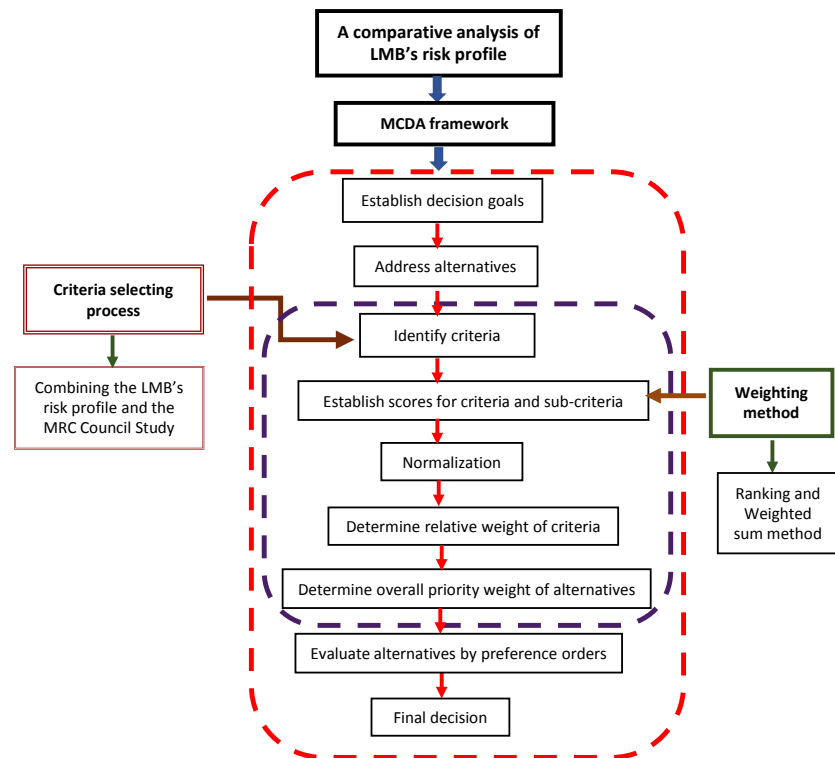 A comparative analysis of
LMB's risk profile
MCDA framework
Establish decision goals
Address alternatives
Criteria selecting
process
Identify criteria
Combining the LMB's
risk profile and the
MRC Council Study
Establish scores for criteria and sub-criteria
Weighting
method
Normalization
Ranking and
Weighted
sum method
Determine relative weight of criteria
Determine overall priority weight of alternatives
Evaluate alternatives by preference orders
Final decision